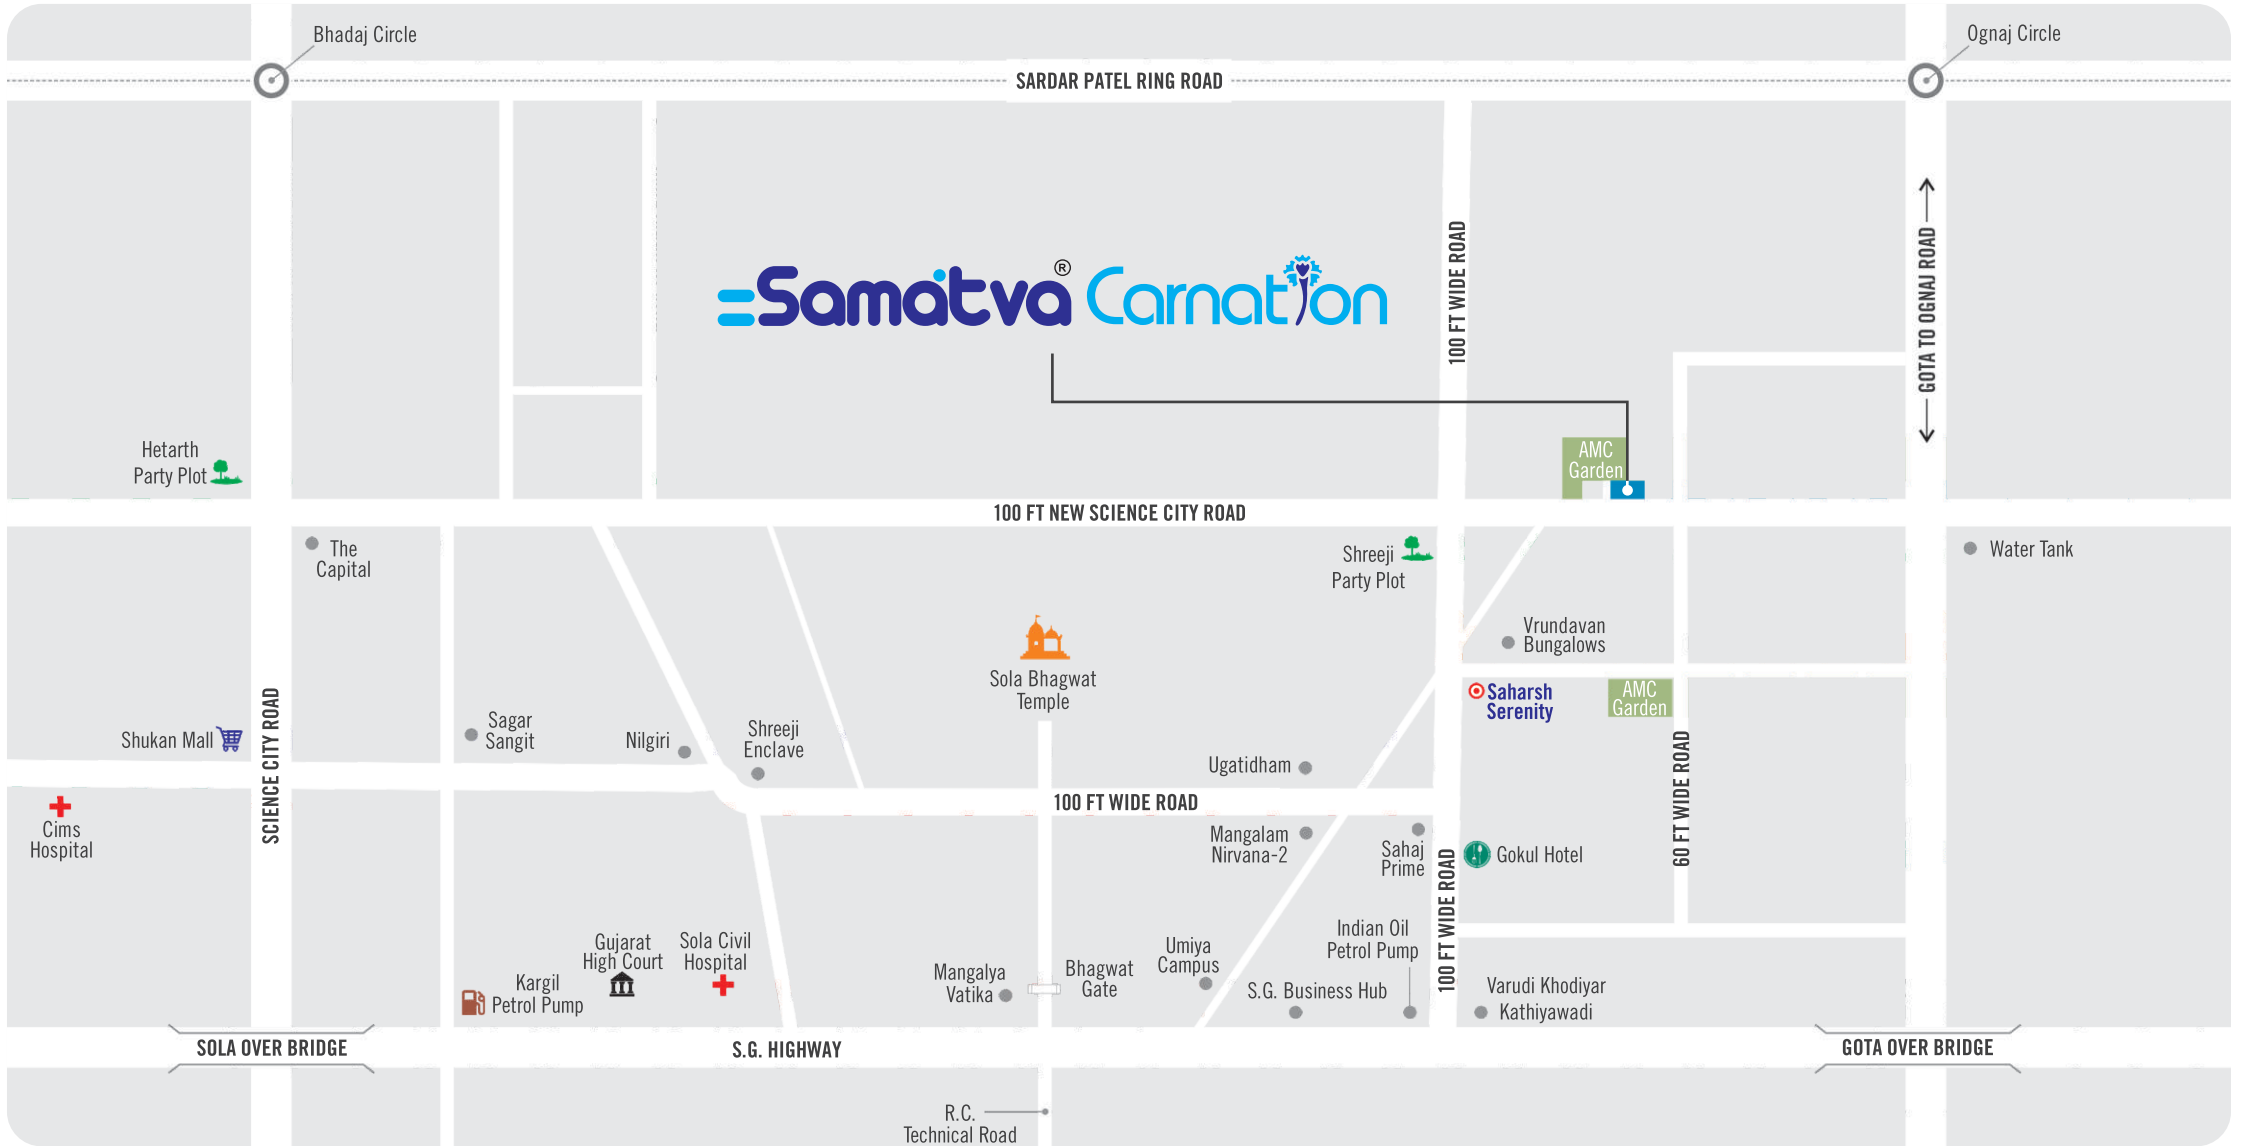 Bhadaj Circle
Ognaj Circle
SARDAR PATEL RING ROAD
Samatva® Carnation
100 FT WIDE ROAD
GOTA TO OGNAJ ROAD
Hetarth
Party Plot
AMC
Garden
100 FT NEW SCIENCE CITY ROAD
The
Capital
Shreeji
Party Plot
Water Tank
Vrundavan
Bungalows
Sola Bhagwat
Temple
Saharsh
Serenity
AMC
Garden
SCIENCE CITY ROAD
Shukan Mall
Sagar
Sangit
Nilgiri
Shreeji
Enclave
Ugatidham
60 FT WIDE ROAD
100 FT WIDE ROAD
Cims
Hospital
Mangalam
Nirvana-2
Sahaj
Prime
100 FT WIDE ROAD
Gokul Hotel
Gujarat
High Court
Sola Civil
Hospital
Kargil
Petrol Pump
Mangalya
Vatika
Bhagwat
Gate
Umiya
Campus
Indian Oil
Petrol Pump
S.G. Business Hub
Varudi Khodiyar
Kathiyawadi
SOLA OVER BRIDGE
S.G. HIGHWAY
GOTA OVER BRIDGE
R.C.
Technical Road